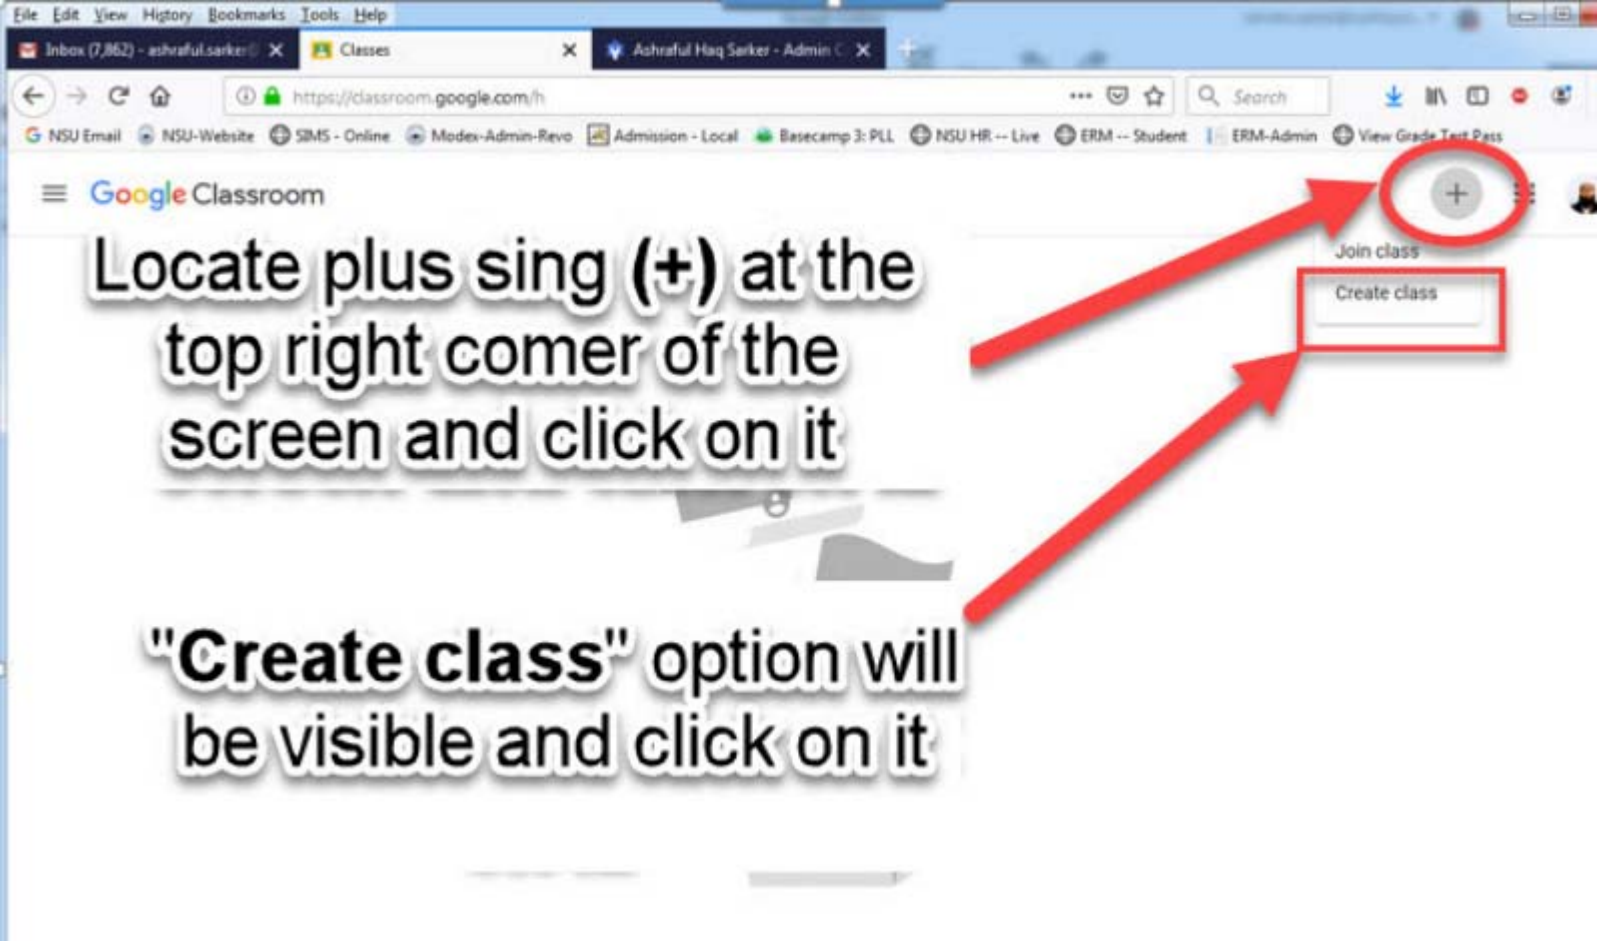 File Edit View History Bookmarks Tools Help
Inbox (7,862) - ashraful.sarker
Classes
Ashraful Haq Sarker - Admin C
https://classroom.google.com/h
Search
NSU Email NSU-Website SIMS - Online Modex-Admin-Revo Admission - Local Basecamp 3: PLL NSU HR -- Live ERM -- Student ERM-Admin View Grade Test Pass
Google Classroom
Join class
Create class
Locate plus sing (+) at the
top right comer of the
screen and click on it
"Create class" option will
be visible and click on it